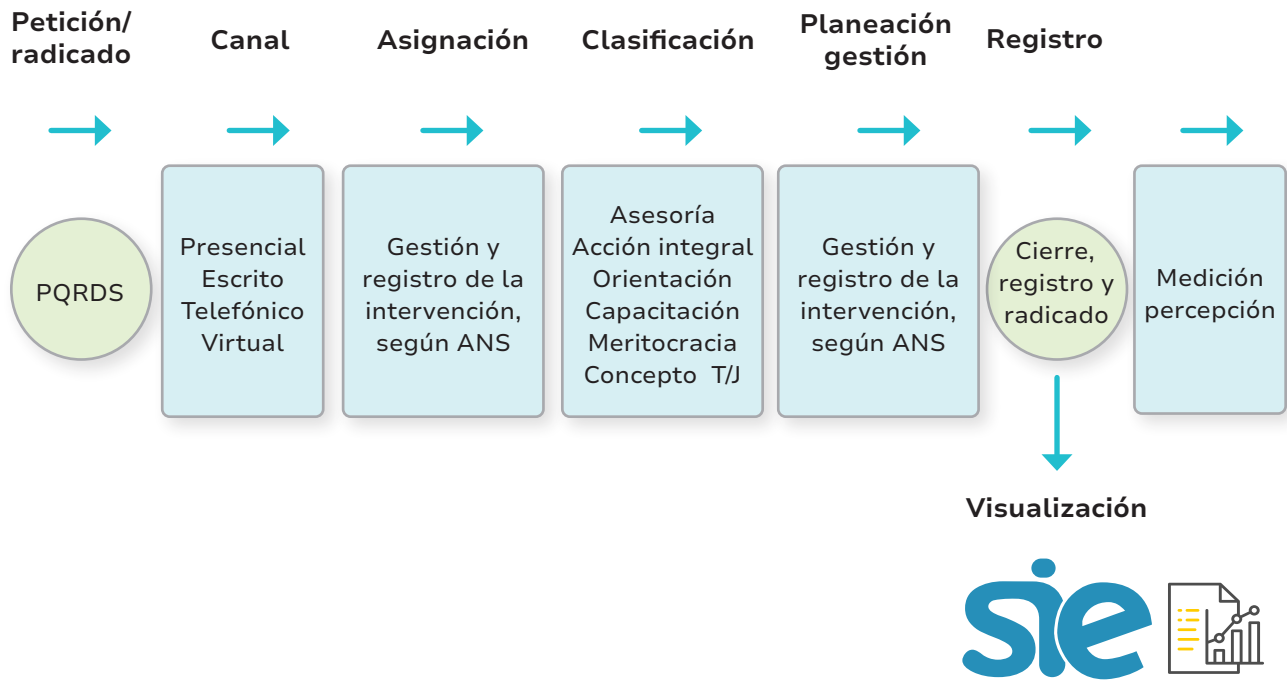 Petición/
radicado
Canal
Asignación
Clasificación
Planeación
gestión
Registro
PQRDS
Presencial
Escrito
Telefónico
Virtual
Gestión y
registro de la
intervención,
según ANS
Asesoría
Acción integral
Orientación
Capacitación
Meritocracia
Concepto T/J
Gestión y
registro de la
intervención,
según ANS
Cierre,
registro y
radicado
Medición
percepción
Visualización
sie